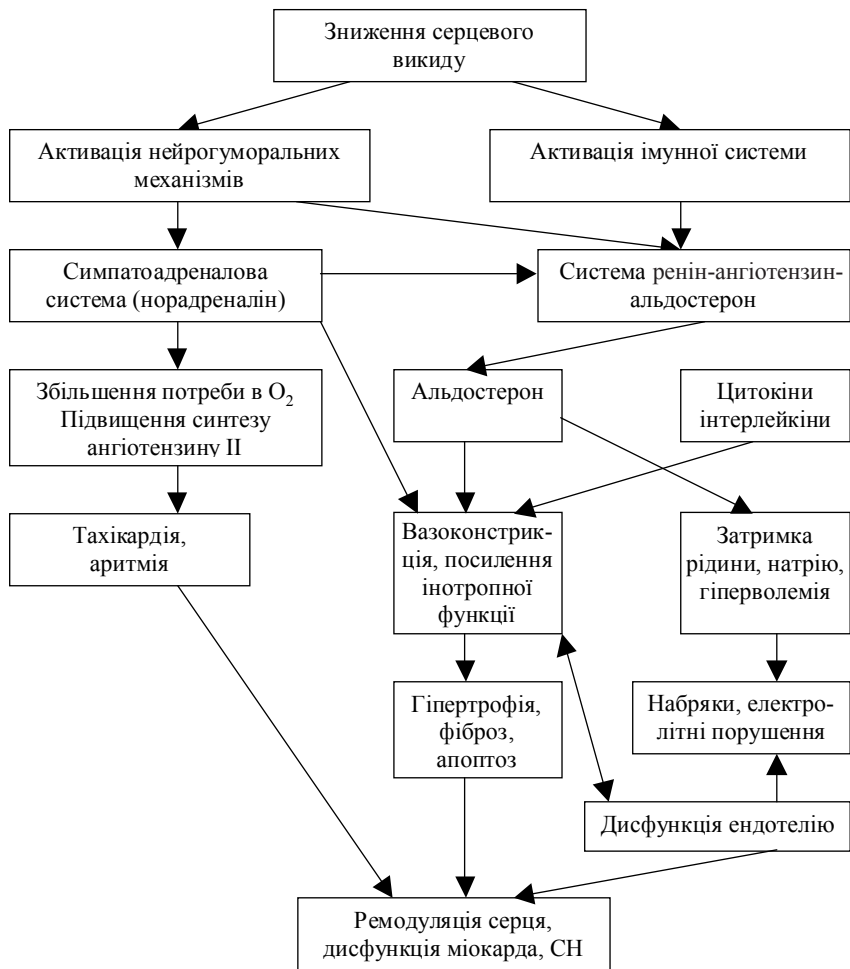 Зниження серцевого
викиду
Активація нейрогуморальних
механізмів
Активація імунної системи
Симпатоадреналова
система (норадреналін)
Система ренін-ангіотензин-
альдостерон
Збільшення потреби в O₂
Підвищення синтезу
ангіотензину II
Альдостерон
Цитокіни
інтерлейкіни
Тахікардія,
аритмія
Вазоконстрик-
ція, посилення
інотропної
функції
Затримка
рідини, натрію,
гіперволемія
Гіпертрофія,
фіброз,
апоптоз
Набряки, електро-
літні порушення
Дисфункція ендотелію
Ремодуляція серця,
дисфункція міокарда, СН